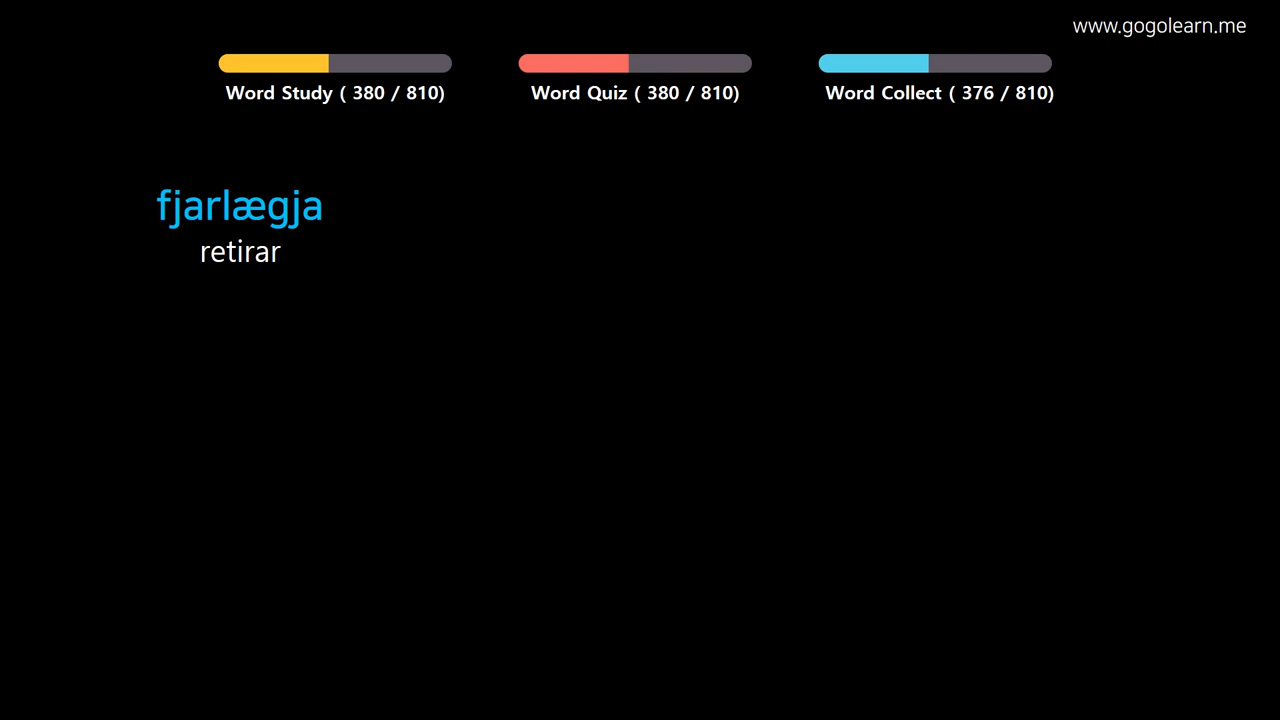 www.gogolearn.me
Word Study ( 380 / 810)
Word Quiz ( 380 / 810)
Word Collect ( 376 / 810)
fjarlægja
retirar